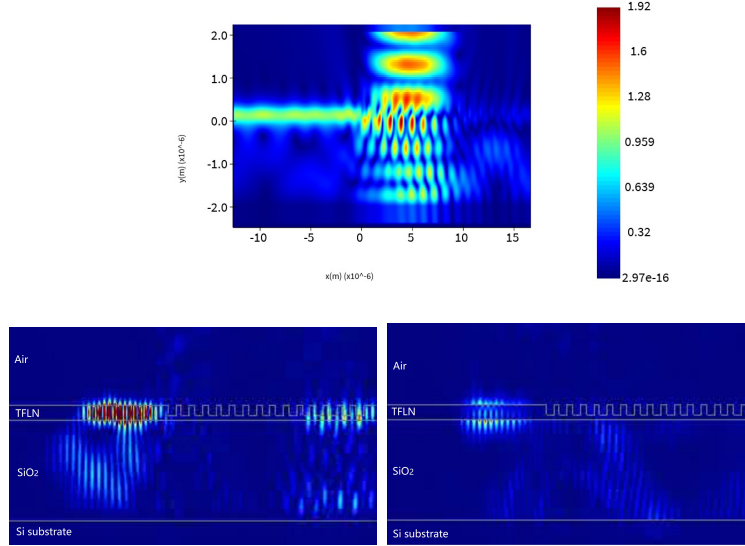 1.92
2.0
1.6
1.0
1.28
0.0
0.959
y(m) (x10^-6)
-1.0
0.639
-2.0
0.32
2.97e-16
-10 -5 0 5 10 15
x(m) (x10^-6)
Air
TFLN
SiO₂
Si substrate
Air
TFLN
SiO₂
Si substrate